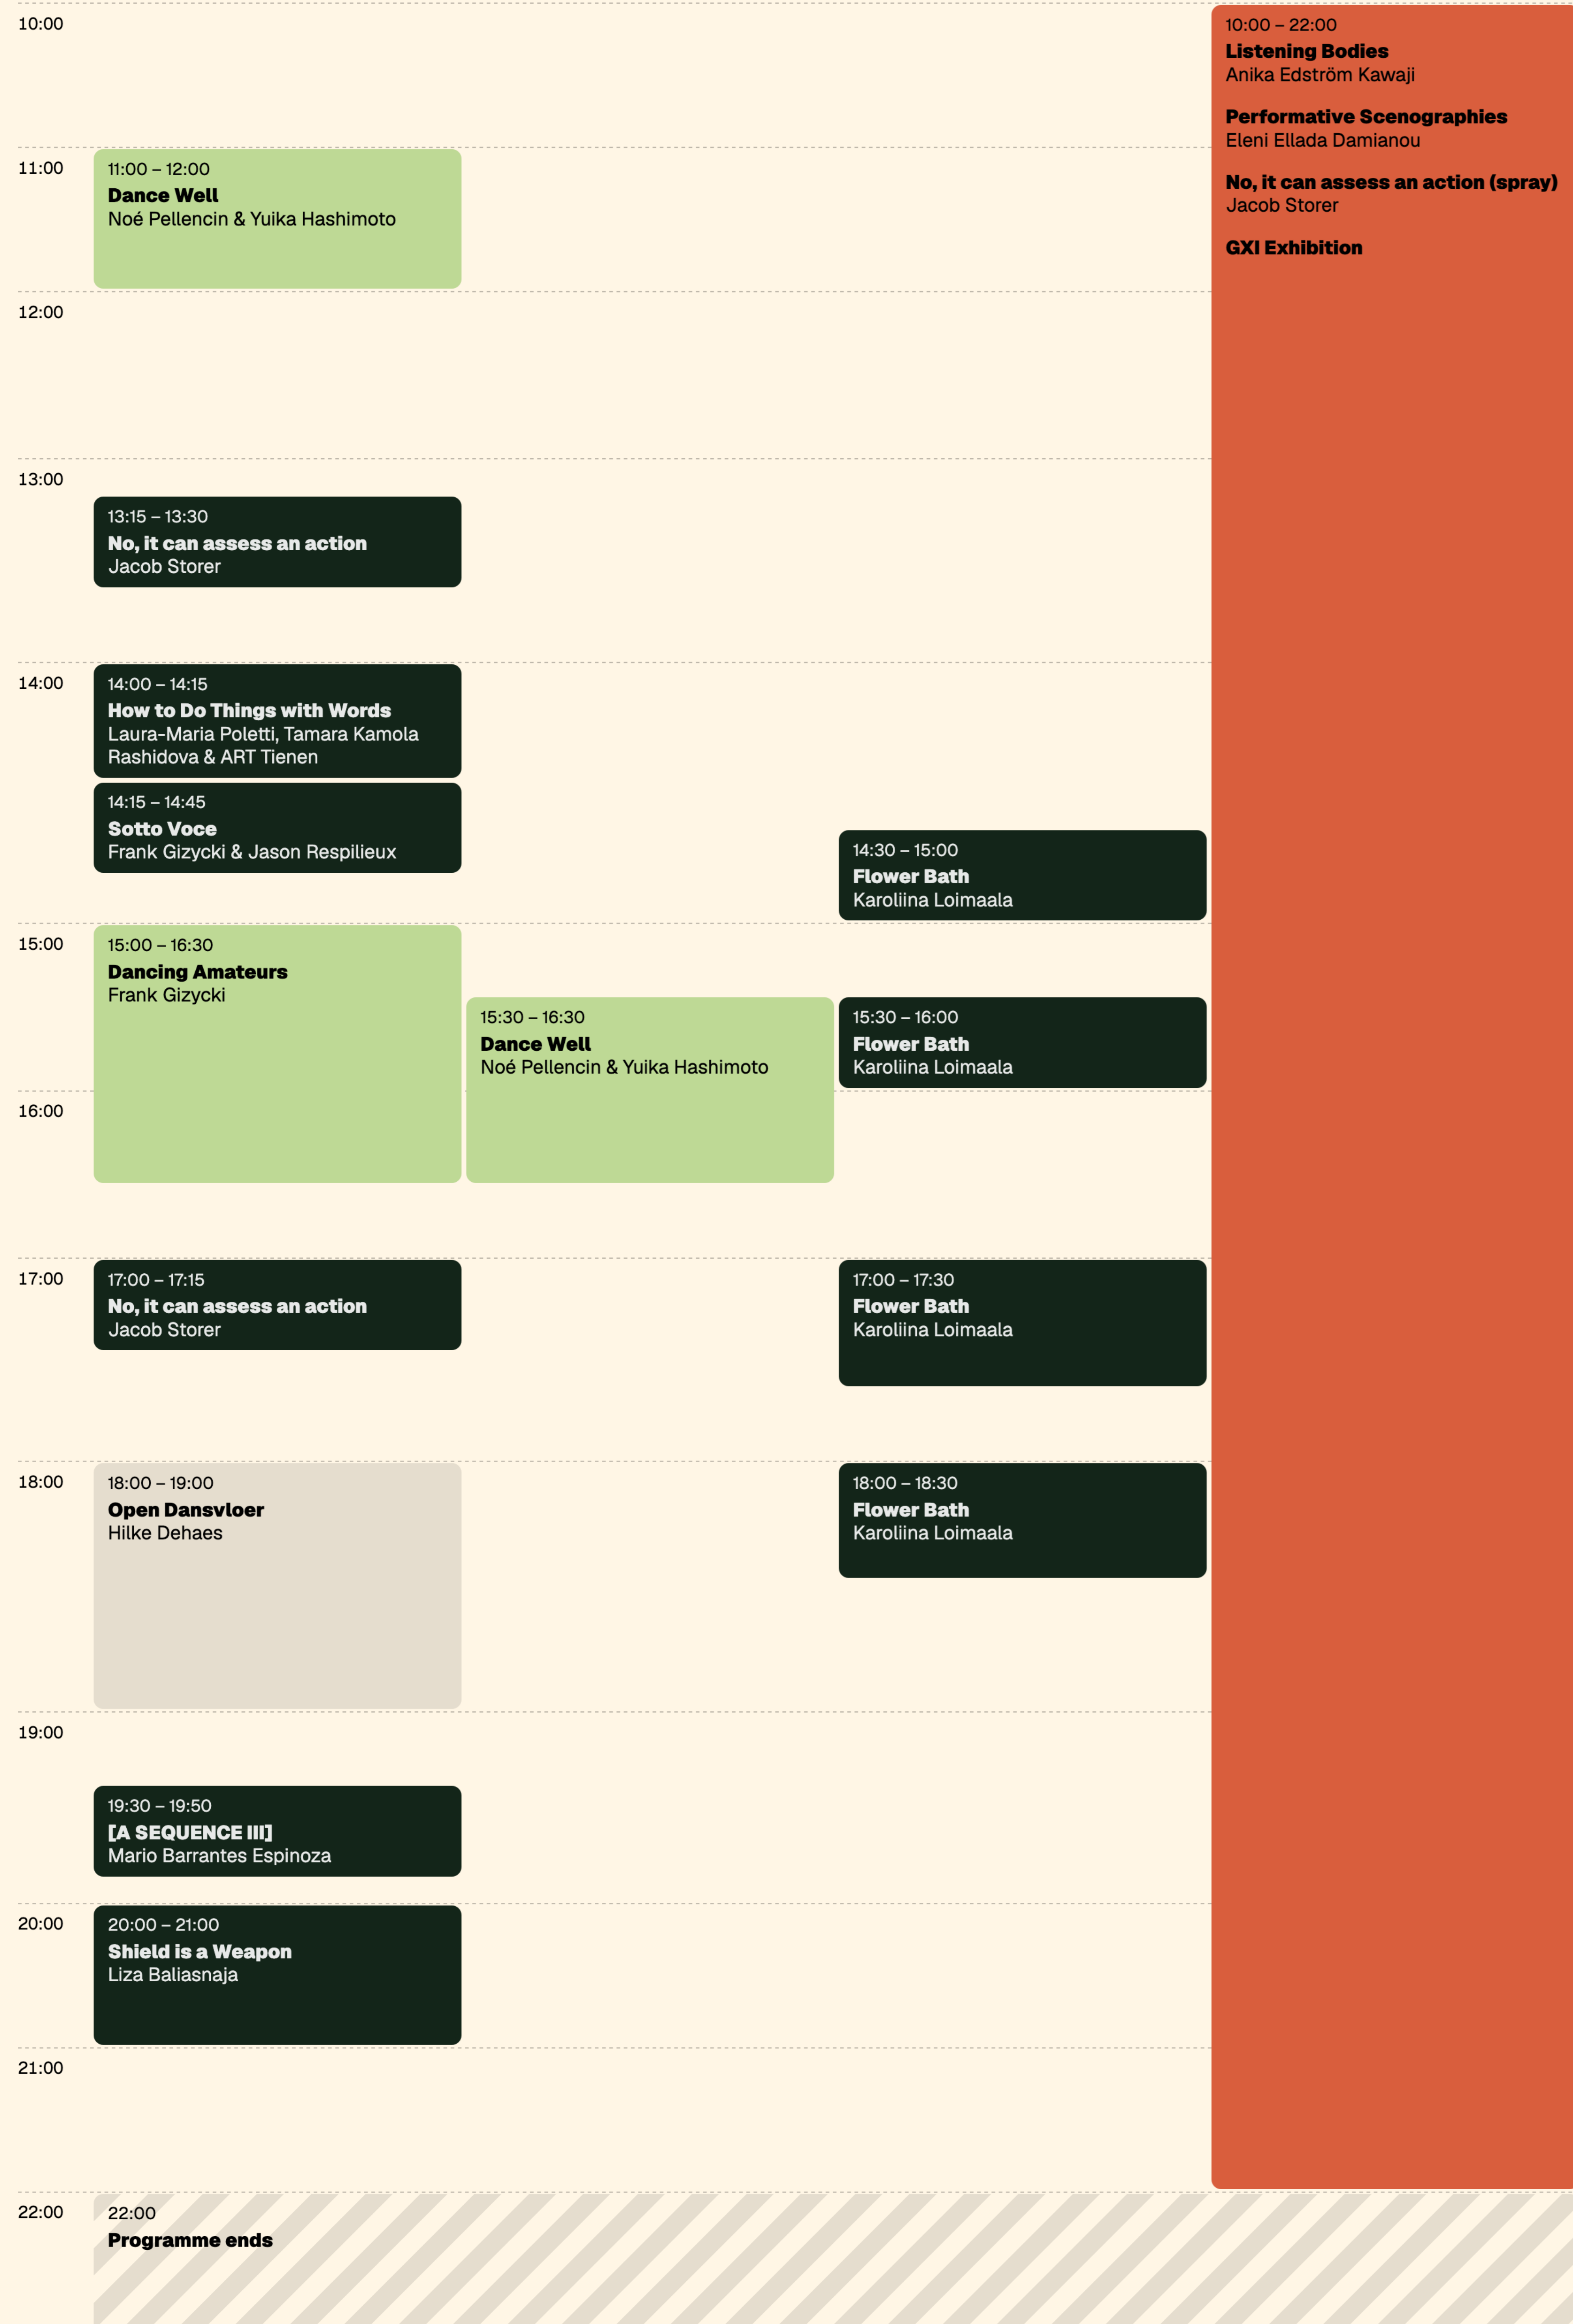 10:00
10:00 – 22:00
Listening Bodies
Anika Edström Kawaji
Performative Scenographies
Eleni Ellada Damianou
No, it can assess an action (spray)
Jacob Storer
GXI Exhibition
11:00
11:00 – 12:00
Dance Well
Noé Pellencin & Yuika Hashimoto
12:00
13:00
13:15 – 13:30
No, it can assess an action
Jacob Storer
14:00
14:00 – 14:15
How to Do Things with Words
Laura-Maria Poletti, Tamara Kamola
Rashidova & ART Tienen
14:15 – 14:45
Sotto Voce
Frank Gizycki & Jason Respilieux
14:30 – 15:00
Flower Bath
Karoliina Loimaala
15:00
15:00 – 16:30
Dancing Amateurs
Frank Gizycki
15:30 – 16:30
Dance Well
Noé Pellencin & Yuika Hashimoto
15:30 – 16:00
Flower Bath
Karoliina Loimaala
16:00
17:00
17:00 – 17:15
No, it can assess an action
Jacob Storer
17:00 – 17:30
Flower Bath
Karoliina Loimaala
18:00
18:00 – 19:00
Open Dansvloer
Hilke Dehaes
18:00 – 18:30
Flower Bath
Karoliina Loimaala
19:00
19:30 – 19:50
[A SEQUENCE III]
Mario Barrantes Espinoza
20:00
20:00 – 21:00
Shield is a Weapon
Liza Baliasnaja
21:00
22:00
22:00
Programme ends